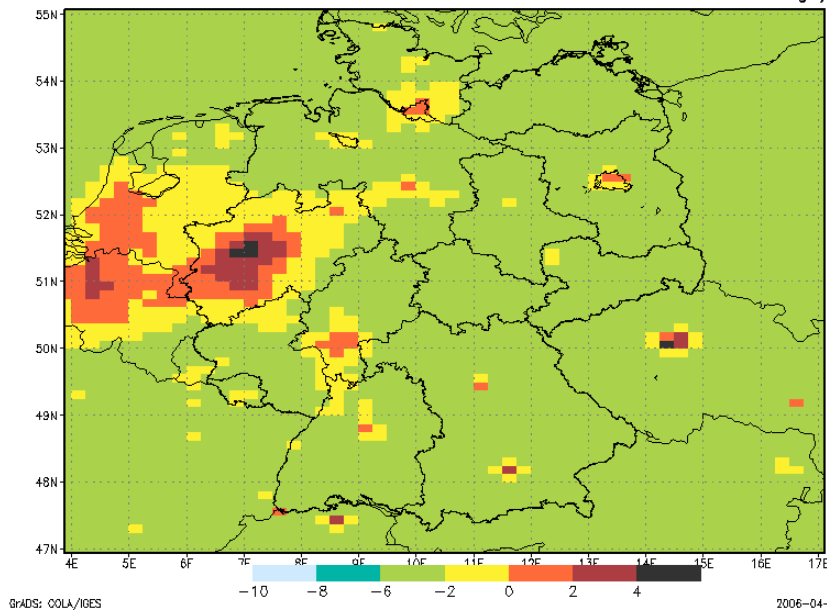 55N
54N
53N
52N
51N
50N
49N
48N
47N
4E 5E 6E 7E 8E 9E 10E 11E 12E 13E 14E 15E 16E 17E
−10 −8 −6 −2 0 2 4
GrADS: COLA/IGES 2006-04-